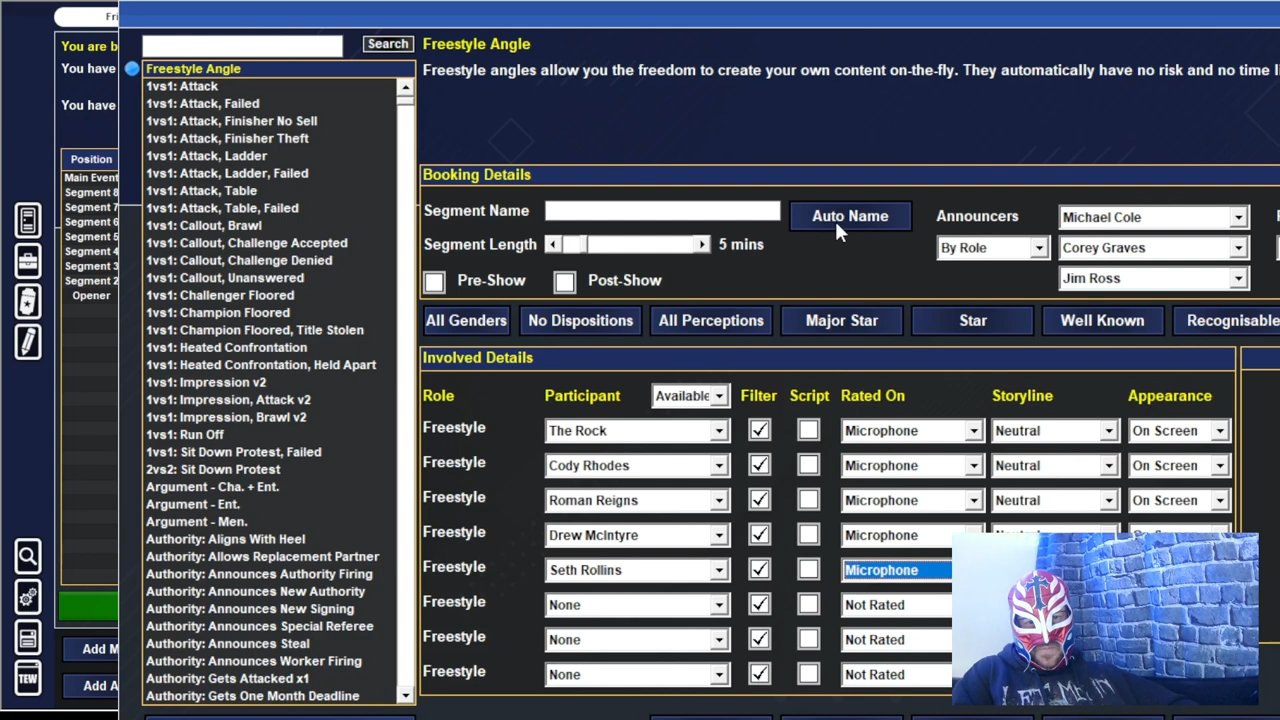 Fri
You are b
You have
You have
Position
Main Event
Segment 8
Segment 7
Segment 6
Segment 5
Segment 4
Segment 3
Segment 2
Opener
Add M
Add A
TEW
Search
Freestyle Angle
1vs1: Attack
1vs1: Attack, Failed
1vs1: Attack, Finisher No Sell
1vs1: Attack, Finisher Theft
1vs1: Attack, Ladder
1vs1: Attack, Ladder, Failed
1vs1: Attack, Table
1vs1: Attack, Table, Failed
1vs1: Callout, Brawl
1vs1: Callout, Challenge Accepted
1vs1: Callout, Challenge Denied
1vs1: Callout, Unanswered
1vs1: Challenger Floored
1vs1: Champion Floored
1vs1: Champion Floored, Title Stolen
1vs1: Heated Confrontation
1vs1: Heated Confrontation, Held Apart
1vs1: Impression v2
1vs1: Impression, Attack v2
1vs1: Impression, Brawl v2
1vs1: Run Off
1vs1: Sit Down Protest, Failed
2vs2: Sit Down Protest
Argument - Cha. + Ent.
Argument - Ent.
Argument - Men.
Authority: Aligns With Heel
Authority: Allows Replacement Partner
Authority: Announces Authority Firing
Authority: Announces New Authority
Authority: Announces New Signing
Authority: Announces Special Referee
Authority: Announces Steal
Authority: Announces Worker Firing
Authority: Gets Attacked x1
Authority: Gets One Month Deadline
Freestyle Angle
Freestyle angles allow you the freedom to create your own content on-the-fly. They automatically have no risk and no time li
Booking Details
Segment Name Auto Name Announcers Michael Cole
Segment Length 5 mins By Role Corey Graves
Pre-Show Post-Show Jim Ross
All Genders No Dispositions All Perceptions Major Star Star Well Known Recognisable
Involved Details
Role Participant Available Filter Script Rated On Storyline Appearance
Freestyle The Rock Microphone Neutral On Screen
Freestyle Cody Rhodes Microphone Neutral On Screen
Freestyle Roman Reigns Microphone Neutral On Screen
Freestyle Drew McIntyre Microphone
Freestyle Seth Rollins Microphone
Freestyle None Not Rated
Freestyle None Not Rated
Freestyle None Not Rated